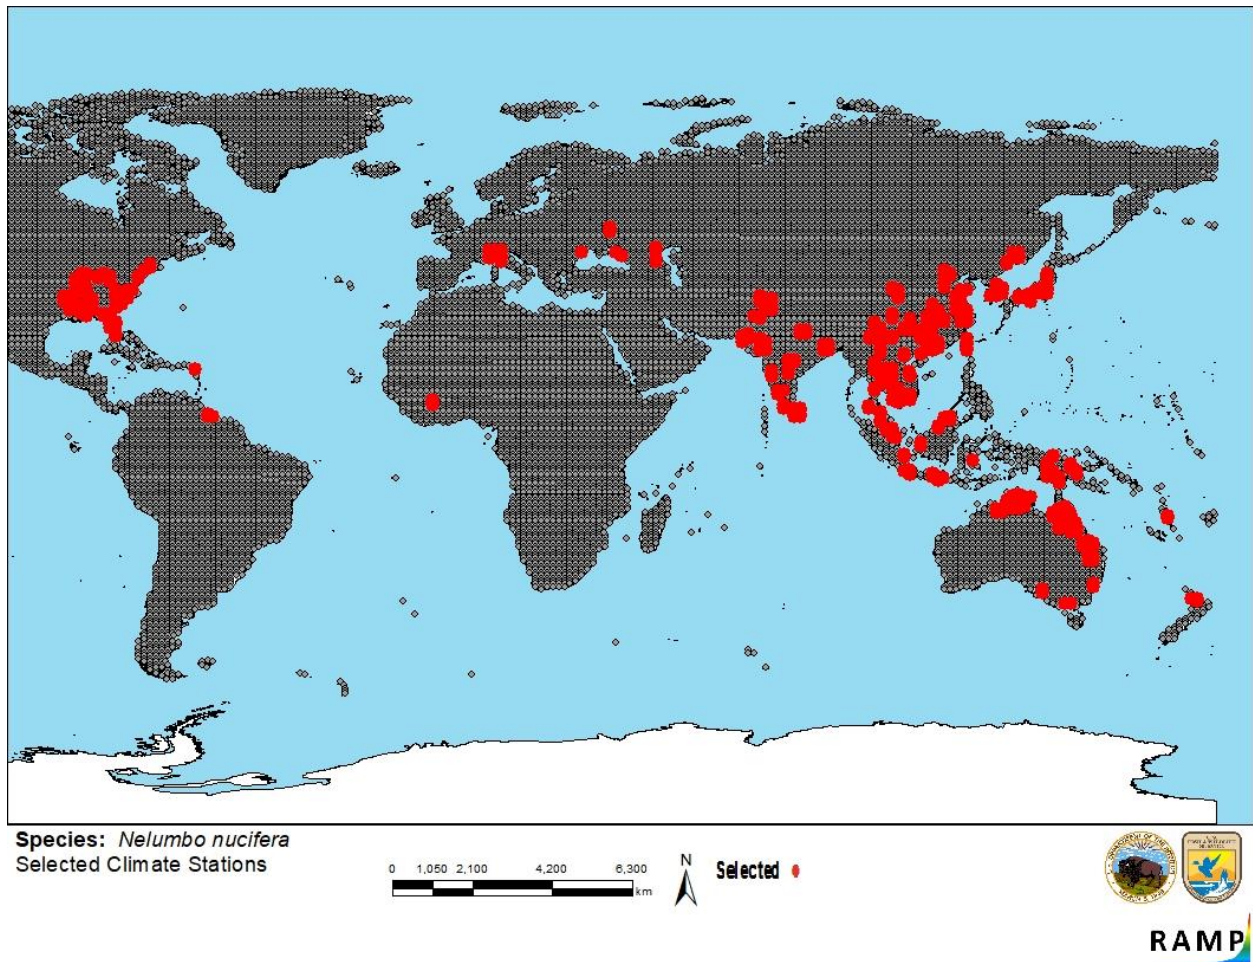 Species: Nelumbo nucifera
Selected Climate Stations
0 1,050 2,100 4,200 6,300
km
N
Selected
RAMP